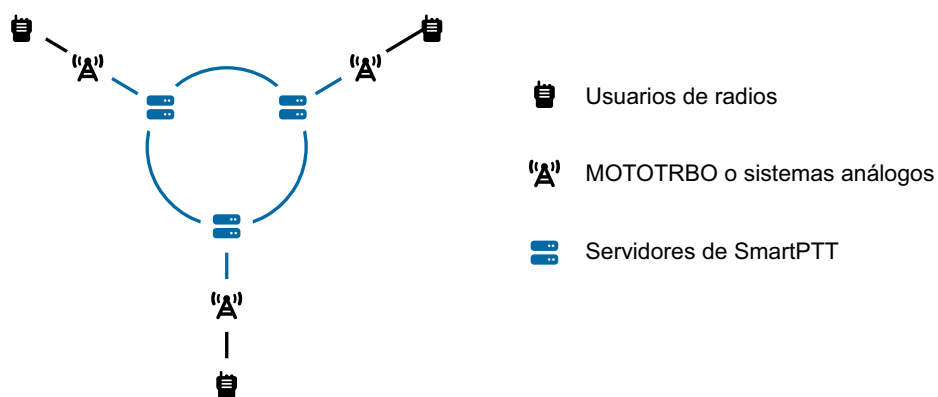 Usuarios de radios
MOTOTRBO o sistemas análogos
Servidores de SmartPTT